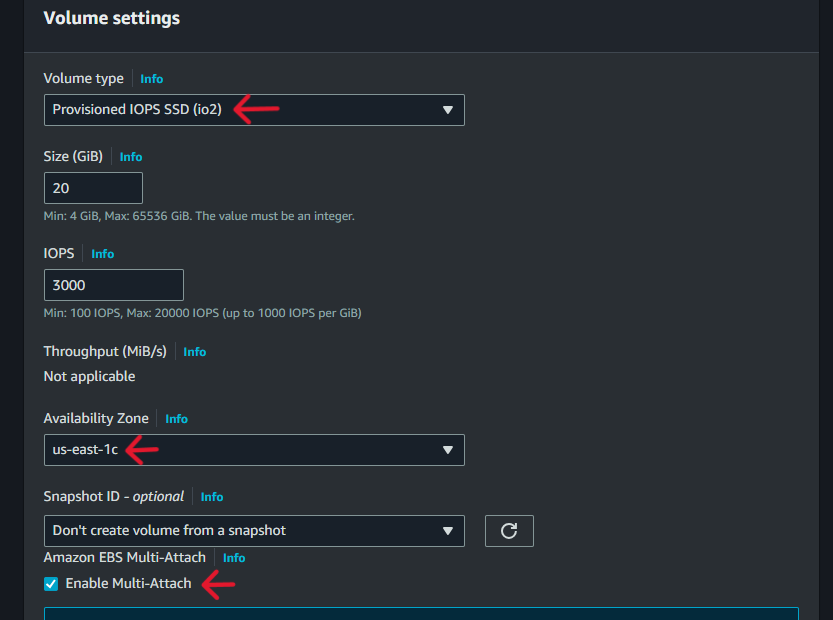 Volume settings
Volume type Info
Provisioned IOPS SSD (io2)
Size (GiB) Info
20
Min: 4 GiB, Max: 65536 GiB. The value must be an integer.
IOPS Info
3000
Min: 100 IOPS, Max: 20000 IOPS (up to 1000 IOPS per GiB)
Throughput (MiB/s) Info
Not applicable
Availability Zone Info
us-east-1c
Snapshot ID - optional Info
Don't create volume from a snapshot
Amazon EBS Multi-Attach Info
Enable Multi-Attach